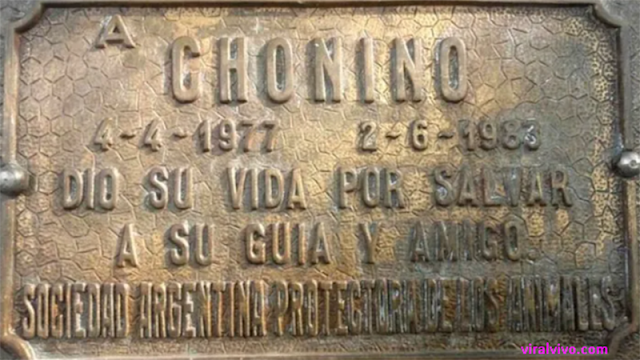 A
CHONINO
4-4-1977 2-6-1983
DIO SU VIDA POR SALVAR
A SU GUIA Y AMIGO.
SOCIEDAD ARGENTINA PROTECTORA DE LOS ANIMALES
viralvivo.com